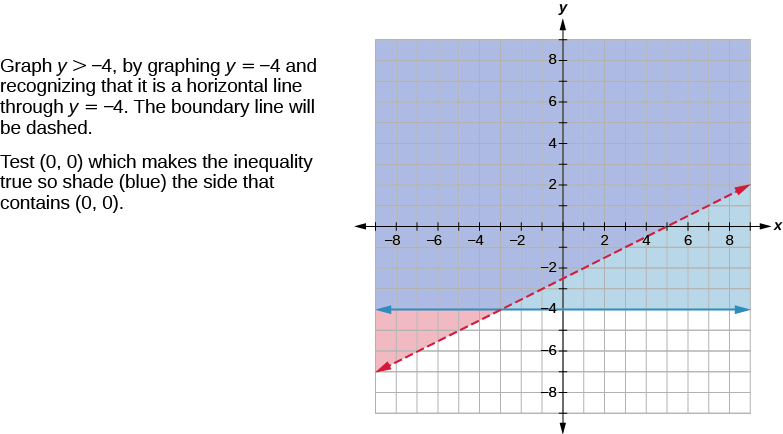 Graph y > −4, by graphing y = −4 and
recognizing that it is a horizontal line
through y = −4. The boundary line will
be dashed.
Test (0, 0) which makes the inequality
true so shade (blue) the side that
contains (0, 0).
y
8
6
4
2
−8 −6 −4 −2 2 4 6 8 x
−2
−4
−6
−8